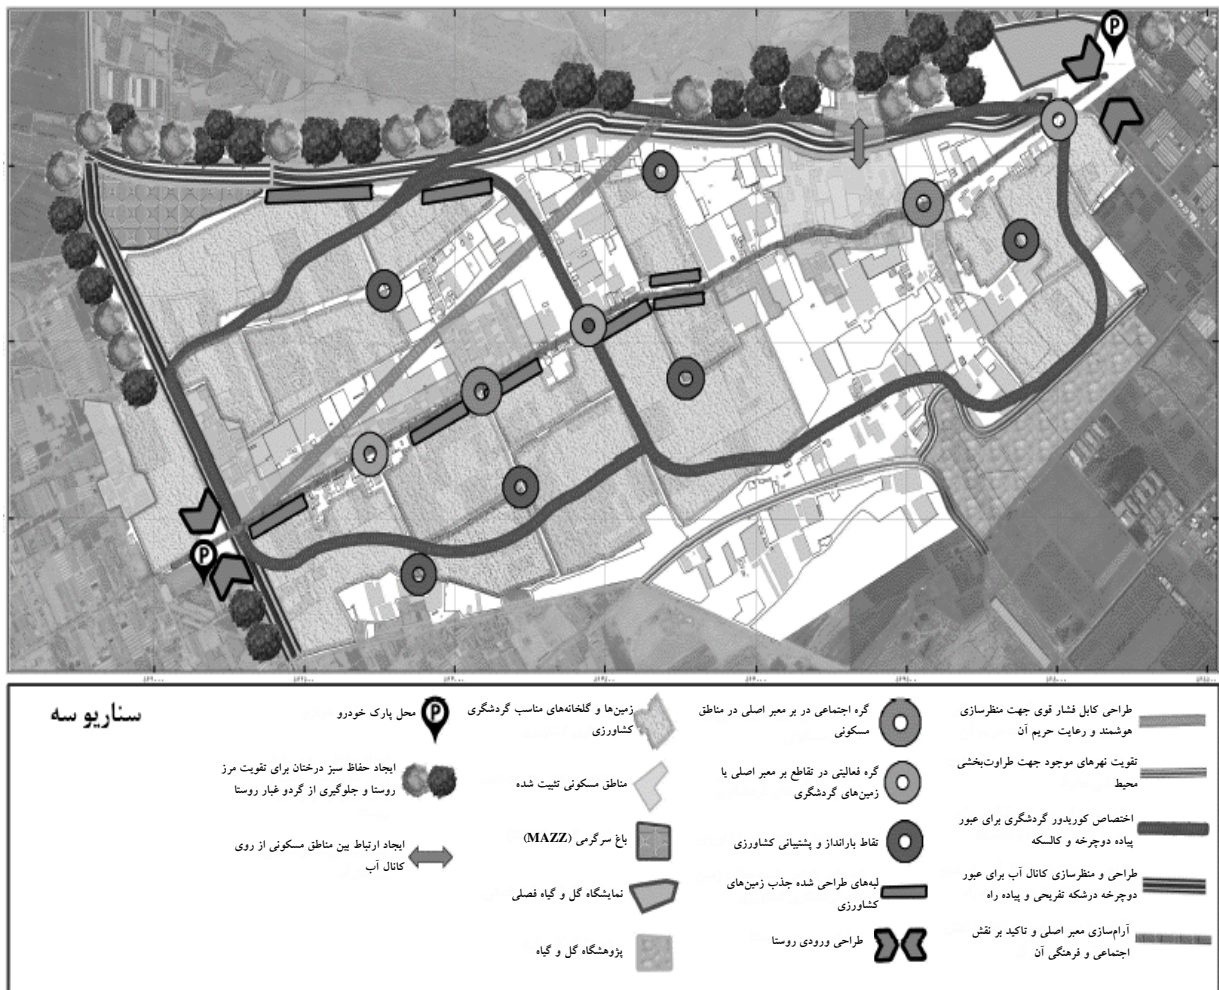 P
P
سناریو سه
طراحی کابل فشار قوی جهت منظرسازی
هوشمند و رعایت حریم آن
تقویت نهرهای موجود جهت طراوت‌بخشی
محیط
اختصاص کوریدور گردشگری برای عبور
پیاده دوچرخه و کالسکه
طراحی و منظرسازی کانال آب برای عبور
دوچرخه درشکه تفریحی و پیاده راه
آرام‌سازی معبر اصلی و تاکید بر نقش
اجتماعی و فرهنگی آن
گره اجتماعی در بر معبر اصلی در مناطق
مسکونی
گره فعالیتی در تقاطع بر معبر اصلی یا
زمین‌های گردشگری
نقاط بارانداز و پشتیبانی کشاورزی
لبه‌های طراحی شده جذب زمین‌های
کشاورزی
طراحی ورودی روستا
زمین‌ها و گلخانه‌های مناسب گردشگری
کشاورزی
مناطق مسکونی تثبیت شده
باغ سرگرمی (MAZZ)
نمایشگاه گل و گیاه فصلی
پژوهشگاه گل و گیاه
محل پارک خودرو
P
ایجاد حفاظ سبز درختان برای تقویت مرز
روستا و جلوگیری از گردو غبار روستا
ایجاد ارتباط بین مناطق مسکونی از روی
کانال آب